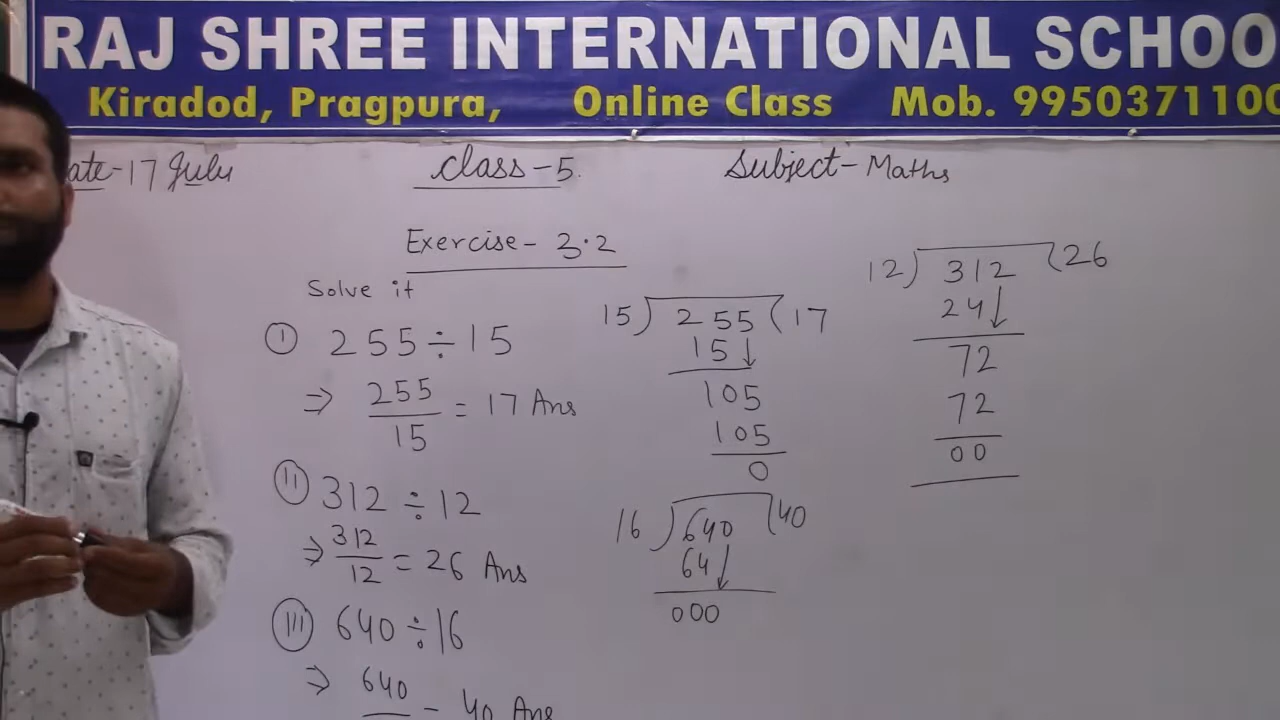 RAJ SHREE INTERNATIONAL SCHOO
Kiradod, Pragpura, Online Class Mob. 9950371100
ate-17 July Class-5. Subject-Maths
Exercise- 3.2
Solve it
I 255÷15
⇒ 255/15 = 17 Ans
II 312÷12
⇒ 312/12 = 26 Ans
III 640÷16
⇒ 640 = 40 Ans
15) 255 (17
15↓
105
105
0
16) 640 (40
64↓
000
12) 312 (26
24↓
72
72
00